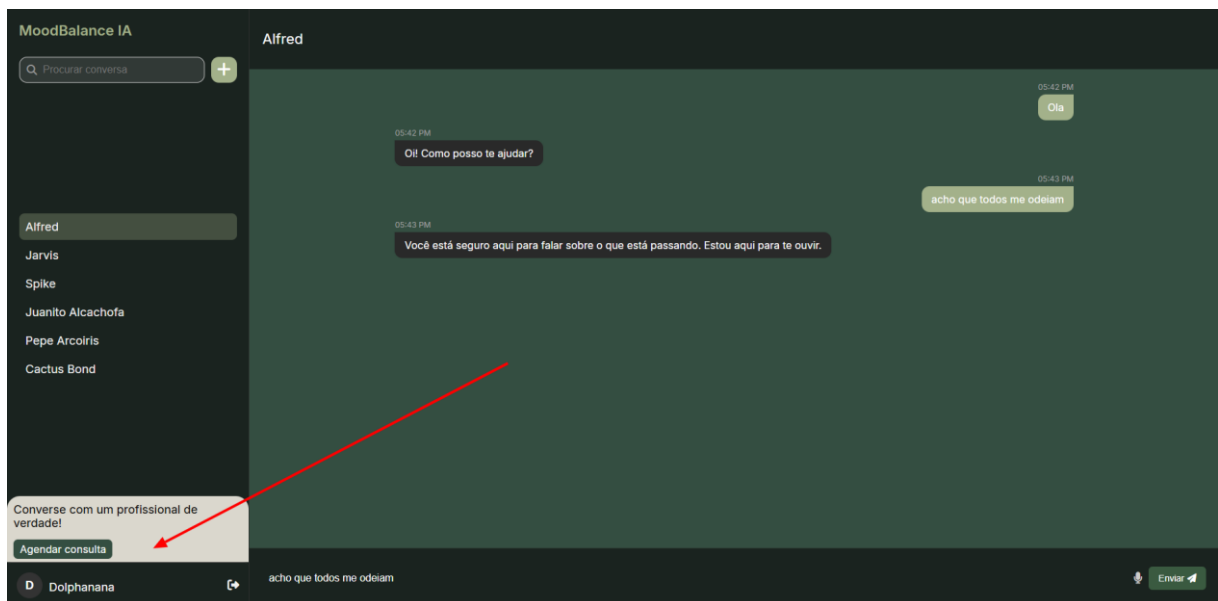 MoodBalance IA
Procurar conversa
Alfred
Jarvis
Spike
Juanito Alcachofa
Pepe Arcoiris
Cactus Bond
Converse com um profissional de
verdade!
Agendar consulta
D Dolphanana
Alfred
05:42 PM
Ola
05:42 PM
Oi! Como posso te ajudar?
05:43 PM
acho que todos me odeiam
05:43 PM
Você está seguro aqui para falar sobre o que está passando. Estou aqui para te ouvir.
acho que todos me odeiam
Enviar